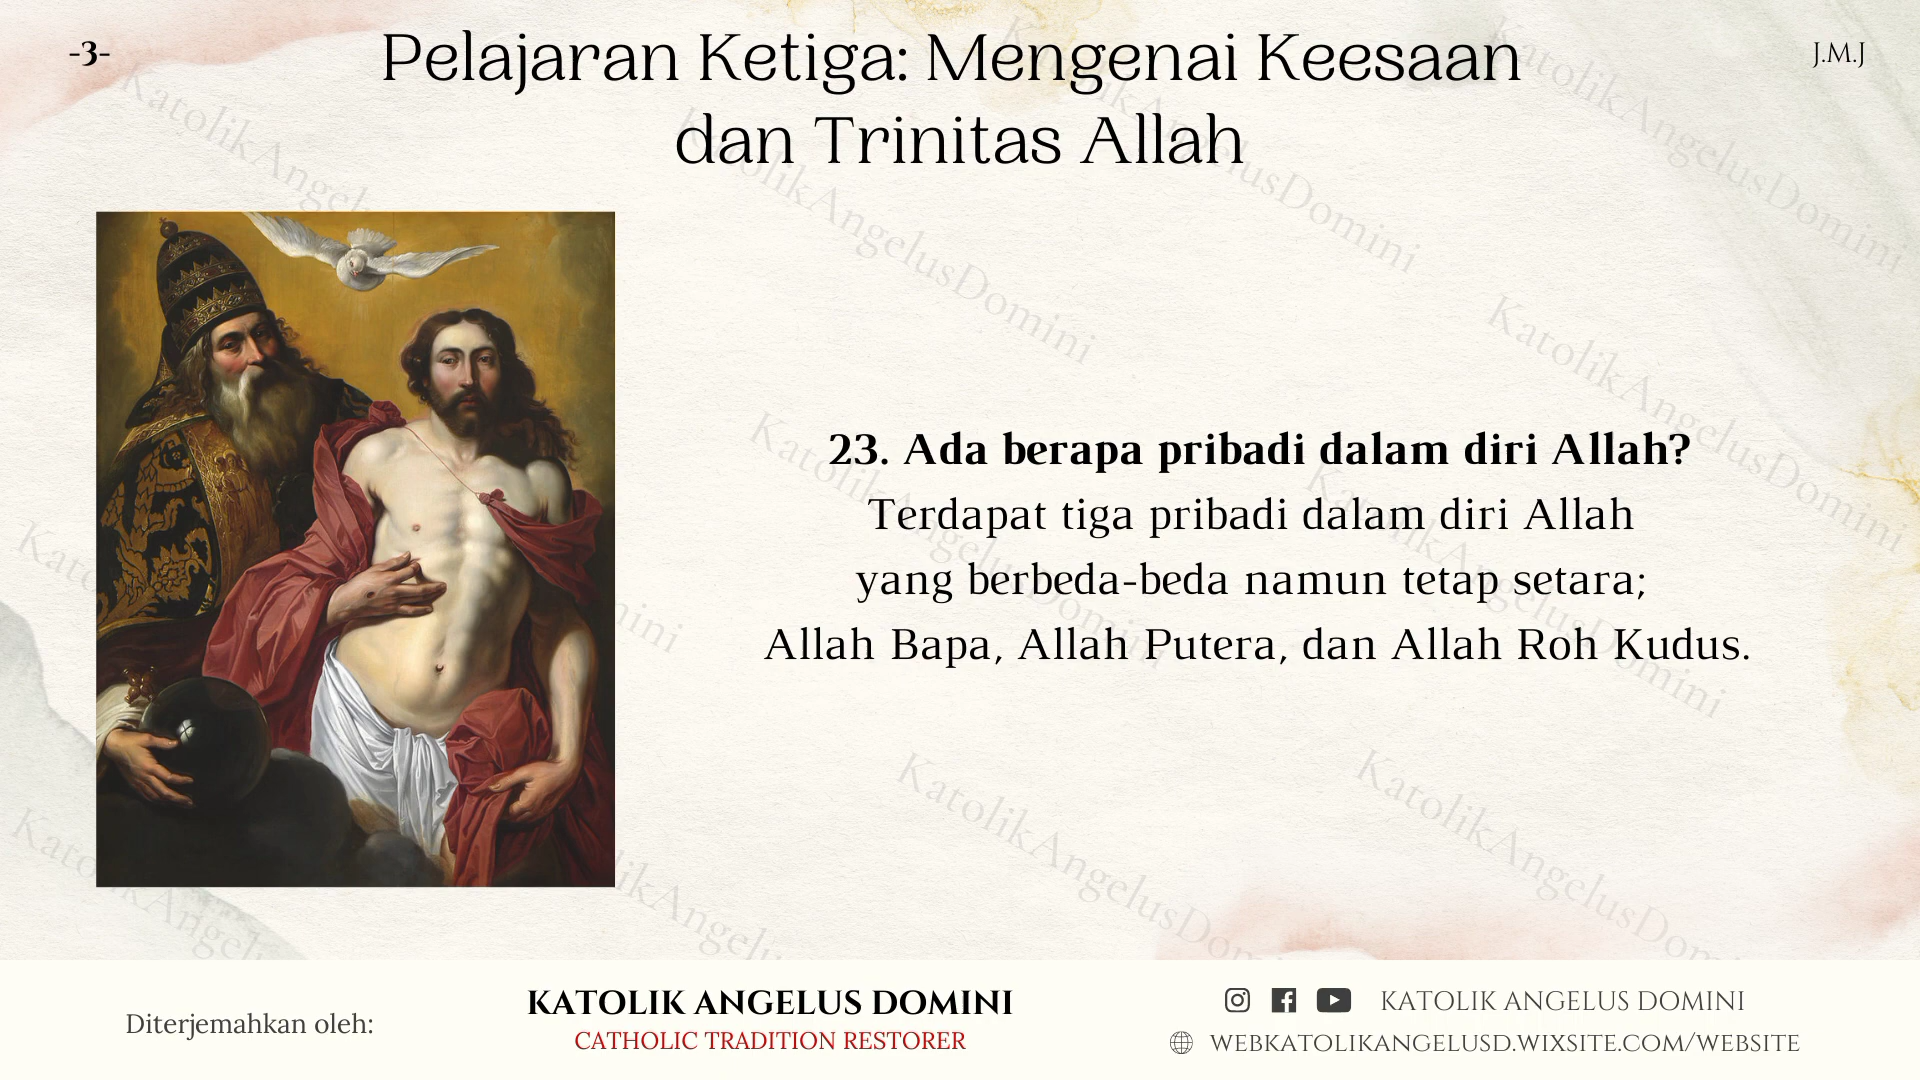 -3-
Pelajaran Ketiga: Mengenai Keesaan
dan Trinitas Allah
J.M.J
23. Ada berapa pribadi dalam diri Allah?
Terdapat tiga pribadi dalam diri Allah
yang berbeda-beda namun tetap setara;
Allah Bapa, Allah Putera, dan Allah Roh Kudus.
Diterjemahkan oleh:
KATOLIK ANGELUS DOMINI
CATHOLIC TRADITION RESTORER
KATOLIK ANGELUS DOMINI
WEBKATOLIKANGELUSD.WIXSITE.COM/WEBSITE
KatolikAngelusDomini